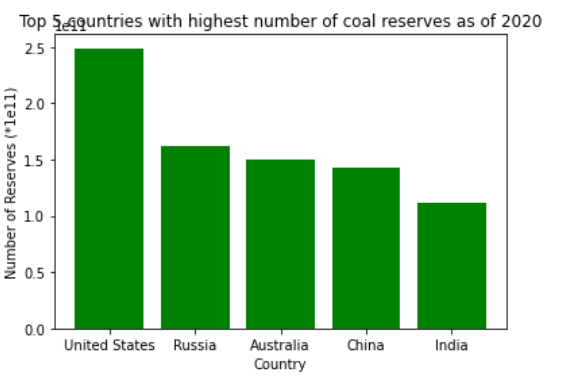 Top 5 countries with highest number of coal reserves as of 2020
1e11
2.5
2.0
1.5
1.0
0.5
0.0
Number of Reserves (*1e11)
United States Russia Australia China India
Country